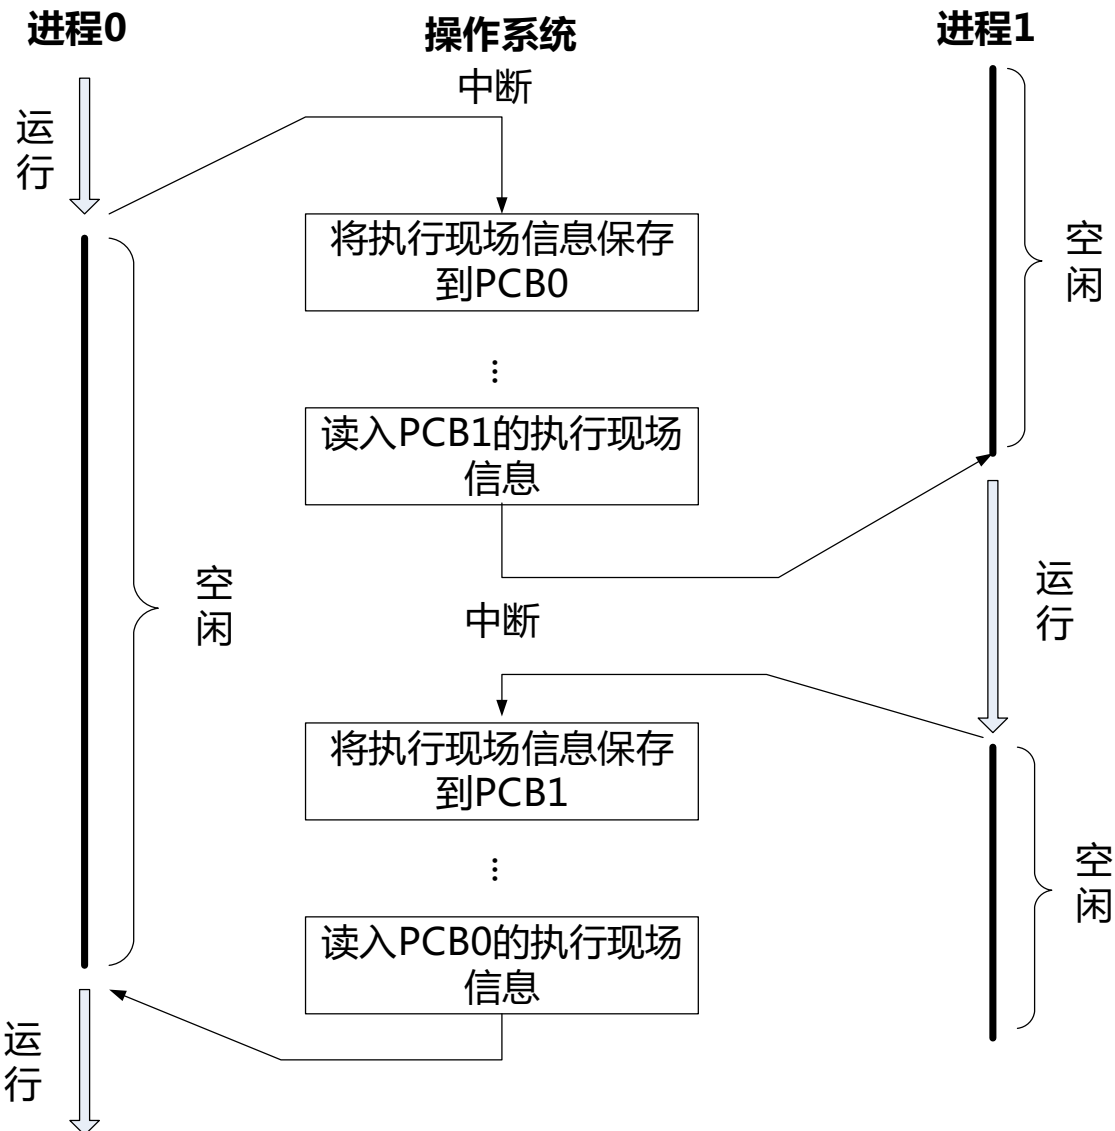 进程0
操作系统
进程1
中断
运
行
将执行现场信息保存
到PCB0
空
闲
...
读入PCB1的执行现场
信息
空
闲
中断
运
行
将执行现场信息保存
到PCB1
...
空
闲
读入PCB0的执行现场
信息
运
行